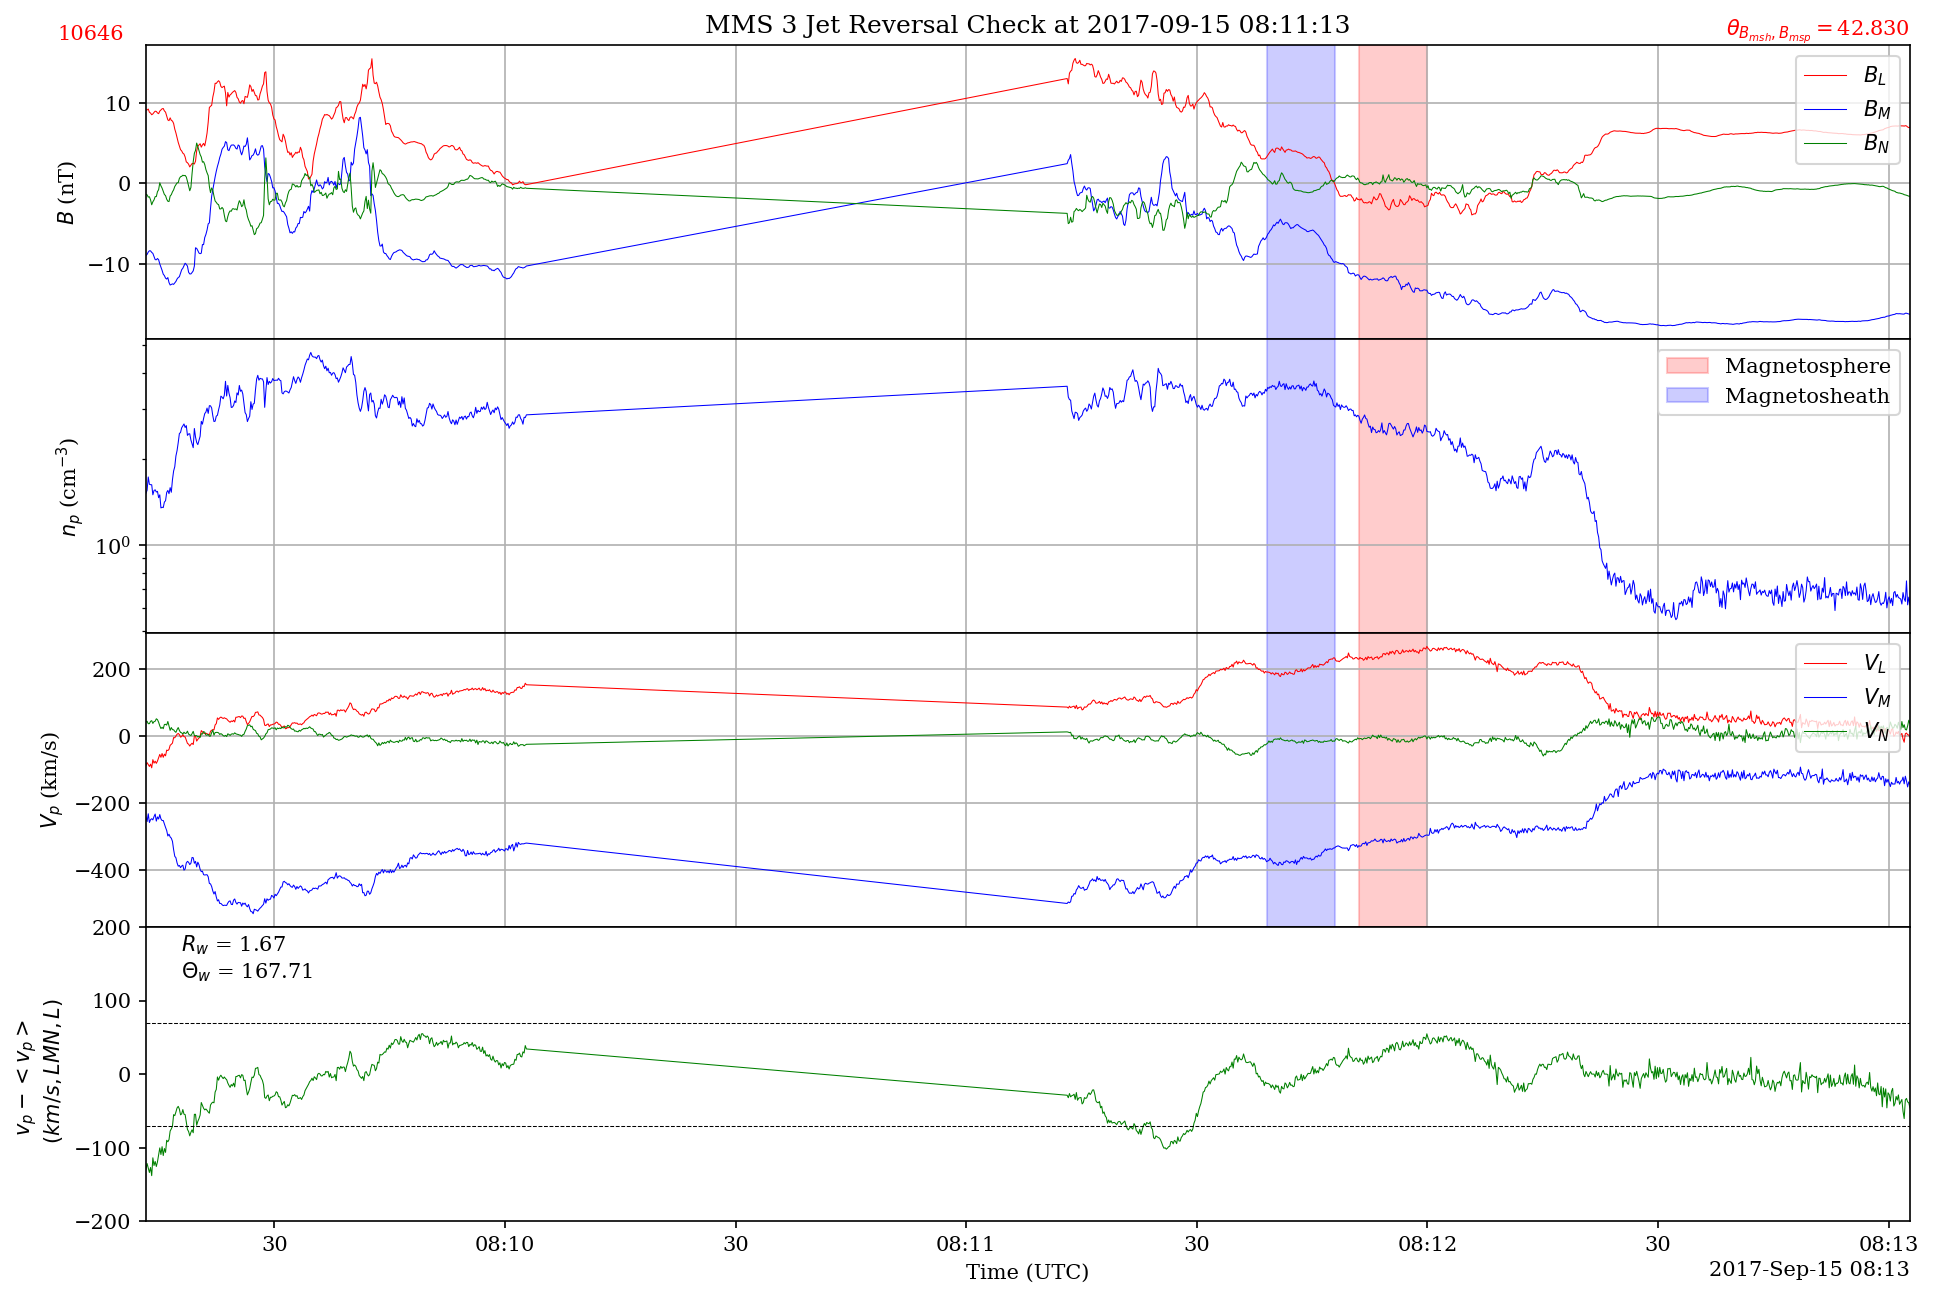 MMS 3 Jet Reversal Check at 2017-09-15 08:11:13
10646
θ_{B_{msh}, B_{msp}} = 42.830
10
0
−10
B (nT)
B_L
B_M
B_N
10^0
n_p (cm^{−3})
Magnetosphere
Magnetosheath
200
0
−200
−400
V_p (km/s)
V_L
V_M
V_N
200
100
0
−100
−200
v_p − < v_p >
(km/s, LMN, L)
R_w = 1.67
Θ_w = 167.71
30
08:10
30
08:11
30
08:12
30
08:13
Time (UTC)
2017-Sep-15 08:13